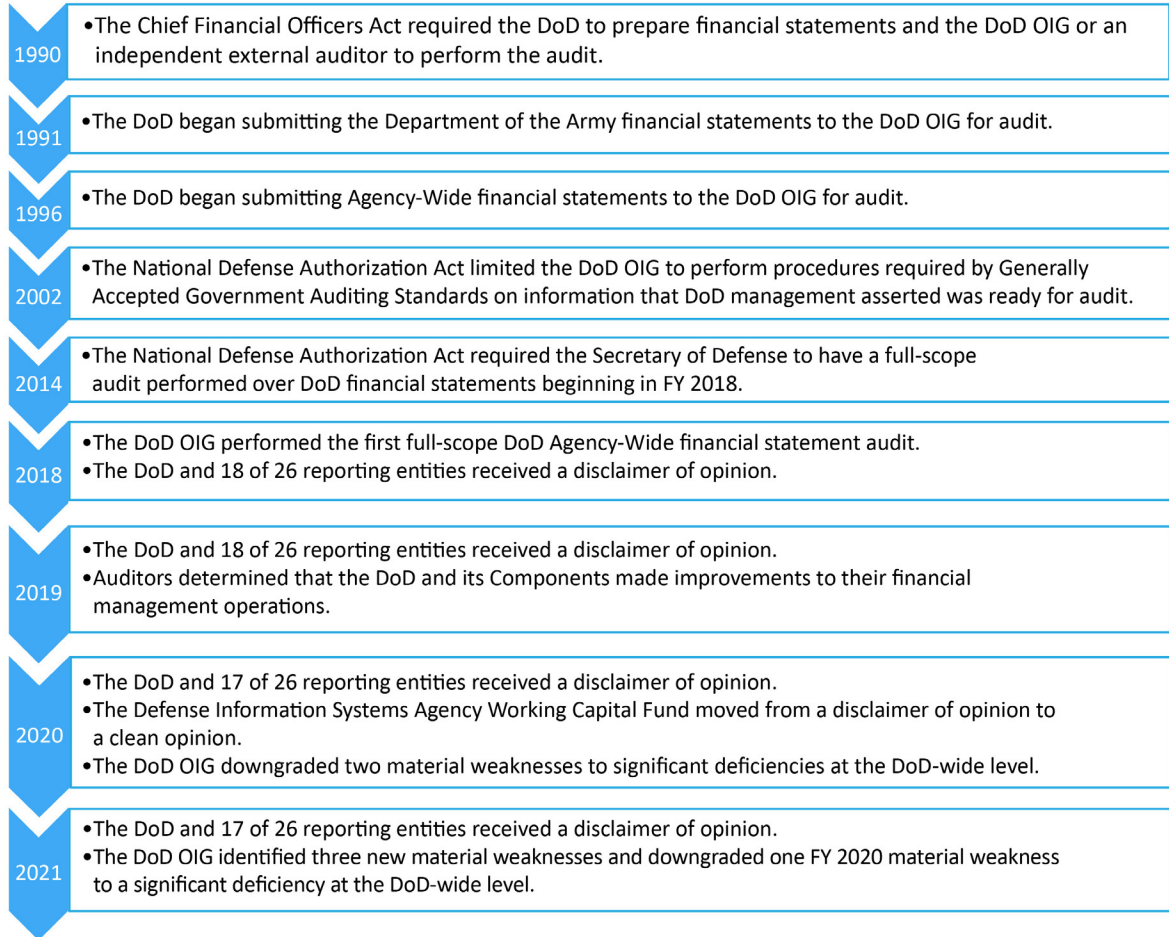 1990
•The Chief Financial Officers Act required the DoD to prepare financial statements and the DoD OIG or an
independent external auditor to perform the audit.
1991
•The DoD began submitting the Department of the Army financial statements to the DoD OIG for audit.
1996
•The DoD began submitting Agency-Wide financial statements to the DoD OIG for audit.
2002
•The National Defense Authorization Act limited the DoD OIG to perform procedures required by Generally
Accepted Government Auditing Standards on information that DoD management asserted was ready for audit.
2014
•The National Defense Authorization Act required the Secretary of Defense to have a full-scope
audit performed over DoD financial statements beginning in FY 2018.
2018
•The DoD OIG performed the first full-scope DoD Agency-Wide financial statement audit.
•The DoD and 18 of 26 reporting entities received a disclaimer of opinion.
2019
•The DoD and 18 of 26 reporting entities received a disclaimer of opinion.
•Auditors determined that the DoD and its Components made improvements to their financial
management operations.
2020
•The DoD and 17 of 26 reporting entities received a disclaimer of opinion.
•The Defense Information Systems Agency Working Capital Fund moved from a disclaimer of opinion to
a clean opinion.
•The DoD OIG downgraded two material weaknesses to significant deficiencies at the DoD-wide level.
2021
•The DoD and 17 of 26 reporting entities received a disclaimer of opinion.
•The DoD OIG identified three new material weaknesses and downgraded one FY 2020 material weakness
to a significant deficiency at the DoD-wide level.